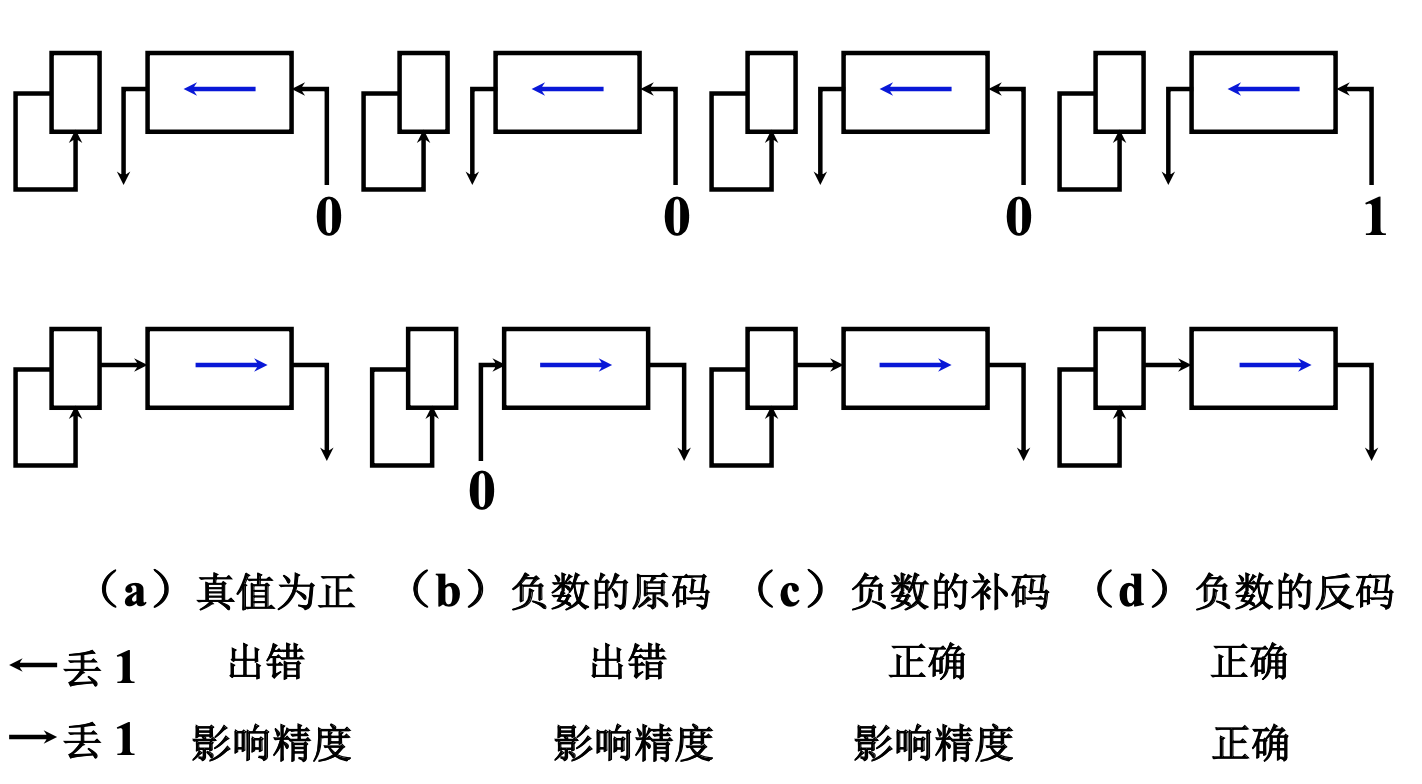 0 0 0 1
0
（a）真值为正 （b）负数的原码 （c）负数的补码 （d）负数的反码
←丢 1 出错 出错 正确 正确
→丢 1 影响精度 影响精度 影响精度 正确